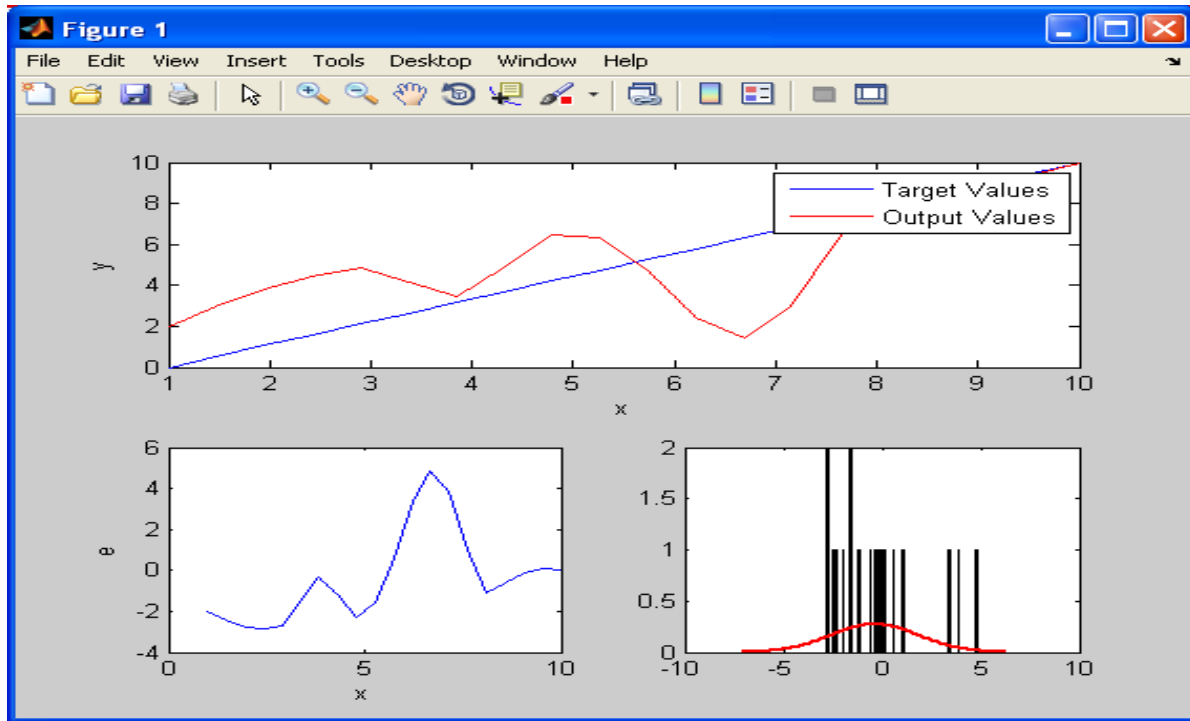 Figure 1
File Edit View Insert Tools Desktop Window Help
10
8
6
4
2
0
y
Target Values
Output Values
1 2 3 4 5 6 7 8 9 10
x
6
4
2
0
-2
-4
e
0 5 10
x
2
1.5
1
0.5
0
-10 -5 0 5 10